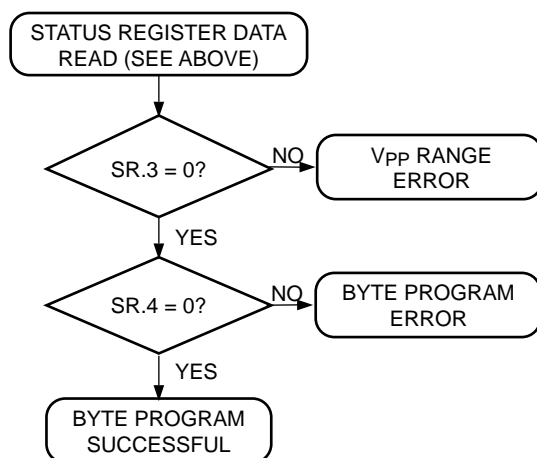 STATUS REGISTER DATA
READ (SEE ABOVE)
SR.3 = 0?
NO
VPP RANGE
ERROR
YES
SR.4 = 0?
NO
BYTE PROGRAM
ERROR
YES
BYTE PROGRAM
SUCCESSFUL